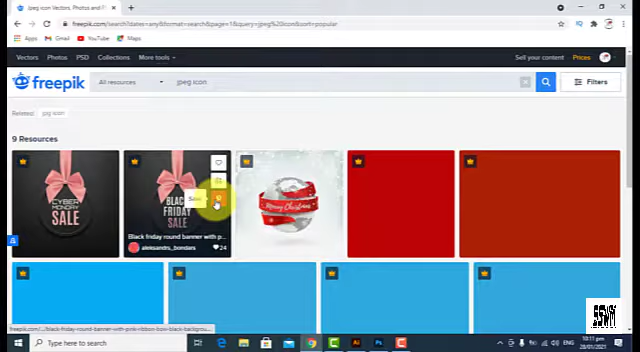 jpeg icon Vectors, Photos and P
freepik.com/search?dates=any&format=search&page=1&query=jpeg%20icon&sort=popular
Apps
Gmail
YouTube
Maps
Vectors
Photos
PSD
Collections
More tools
Sell your content
Prices
freepik
All resources
jpeg icon
Filters
Related:
jpg icon
9 Resources
CYBER
MONDAY
SALE
BLACK
FRIDAY
SALE
Black friday round banner with p...
aleksandrs_bondars
24
Merry Christmas
freepik.com/.../black-friday-round-banner-with-pink-ribbon-bow-black-backgrou...
Type here to search
ENG
10:11 pm
28/01/2021